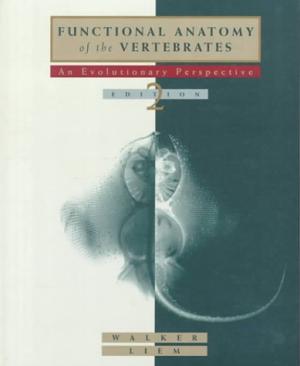 FUNCTIONAL ANATOMY
of the VERTEBRATES
An Evolutionary Perspective
2
EDITION
WALKER
LIEM